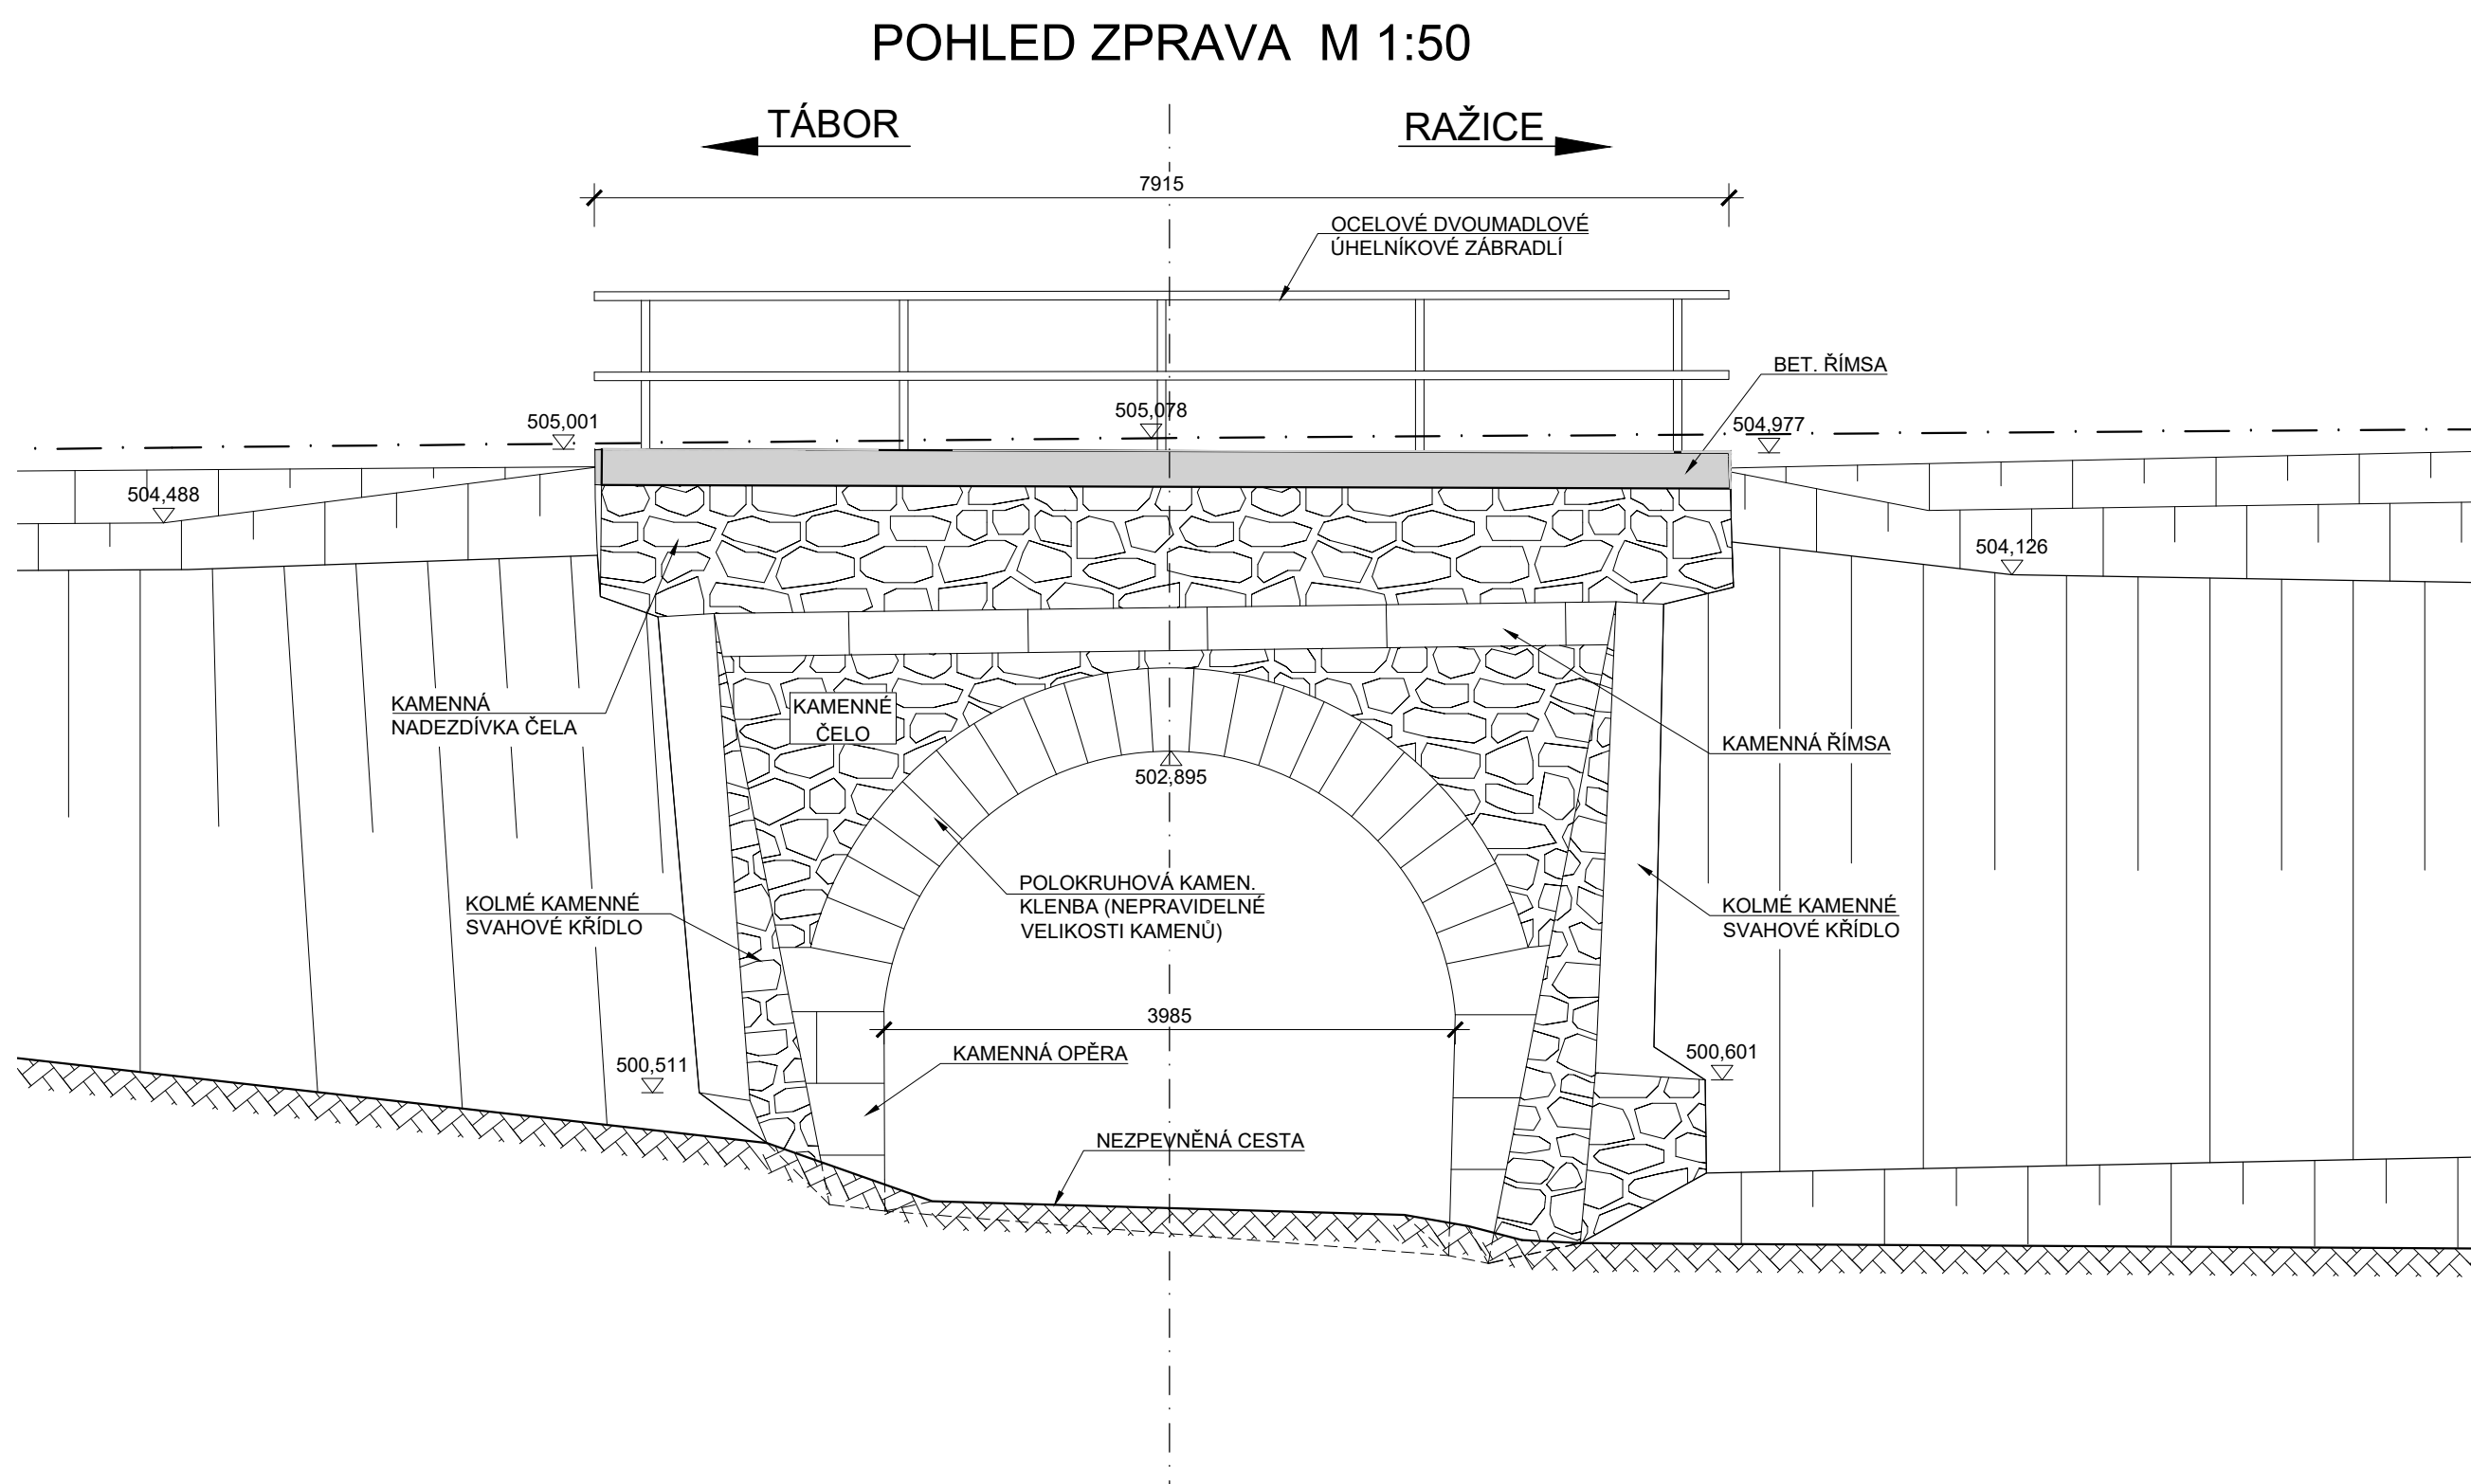 POHLED ZPRAVA  M 1:50
TÁBOR
RAŽICE
7915
OCELOVÉ DVOUMADLOVÉ
ÚHELNÍKOVÉ ZÁBRADLÍ
BET. ŘÍMSA
505,001
505,078
504,977
504,488
504,126
KAMENNÁ
NADEZDÍVKA ČELA
KAMENNÉ
ČELO
KAMENNÁ ŘÍMSA
502,895
POLOKRUHOVÁ KAMEN.
KLENBA (NEPRAVIDELNÉ
VELIKOSTI KAMENŮ)
KOLMÉ KAMENNÉ
SVAHOVÉ KŘÍDLO
KOLMÉ KAMENNÉ
SVAHOVÉ KŘÍDLO
3985
KAMENNÁ OPĚRA
500,511
500,601
NEZPEVNĚNÁ CESTA